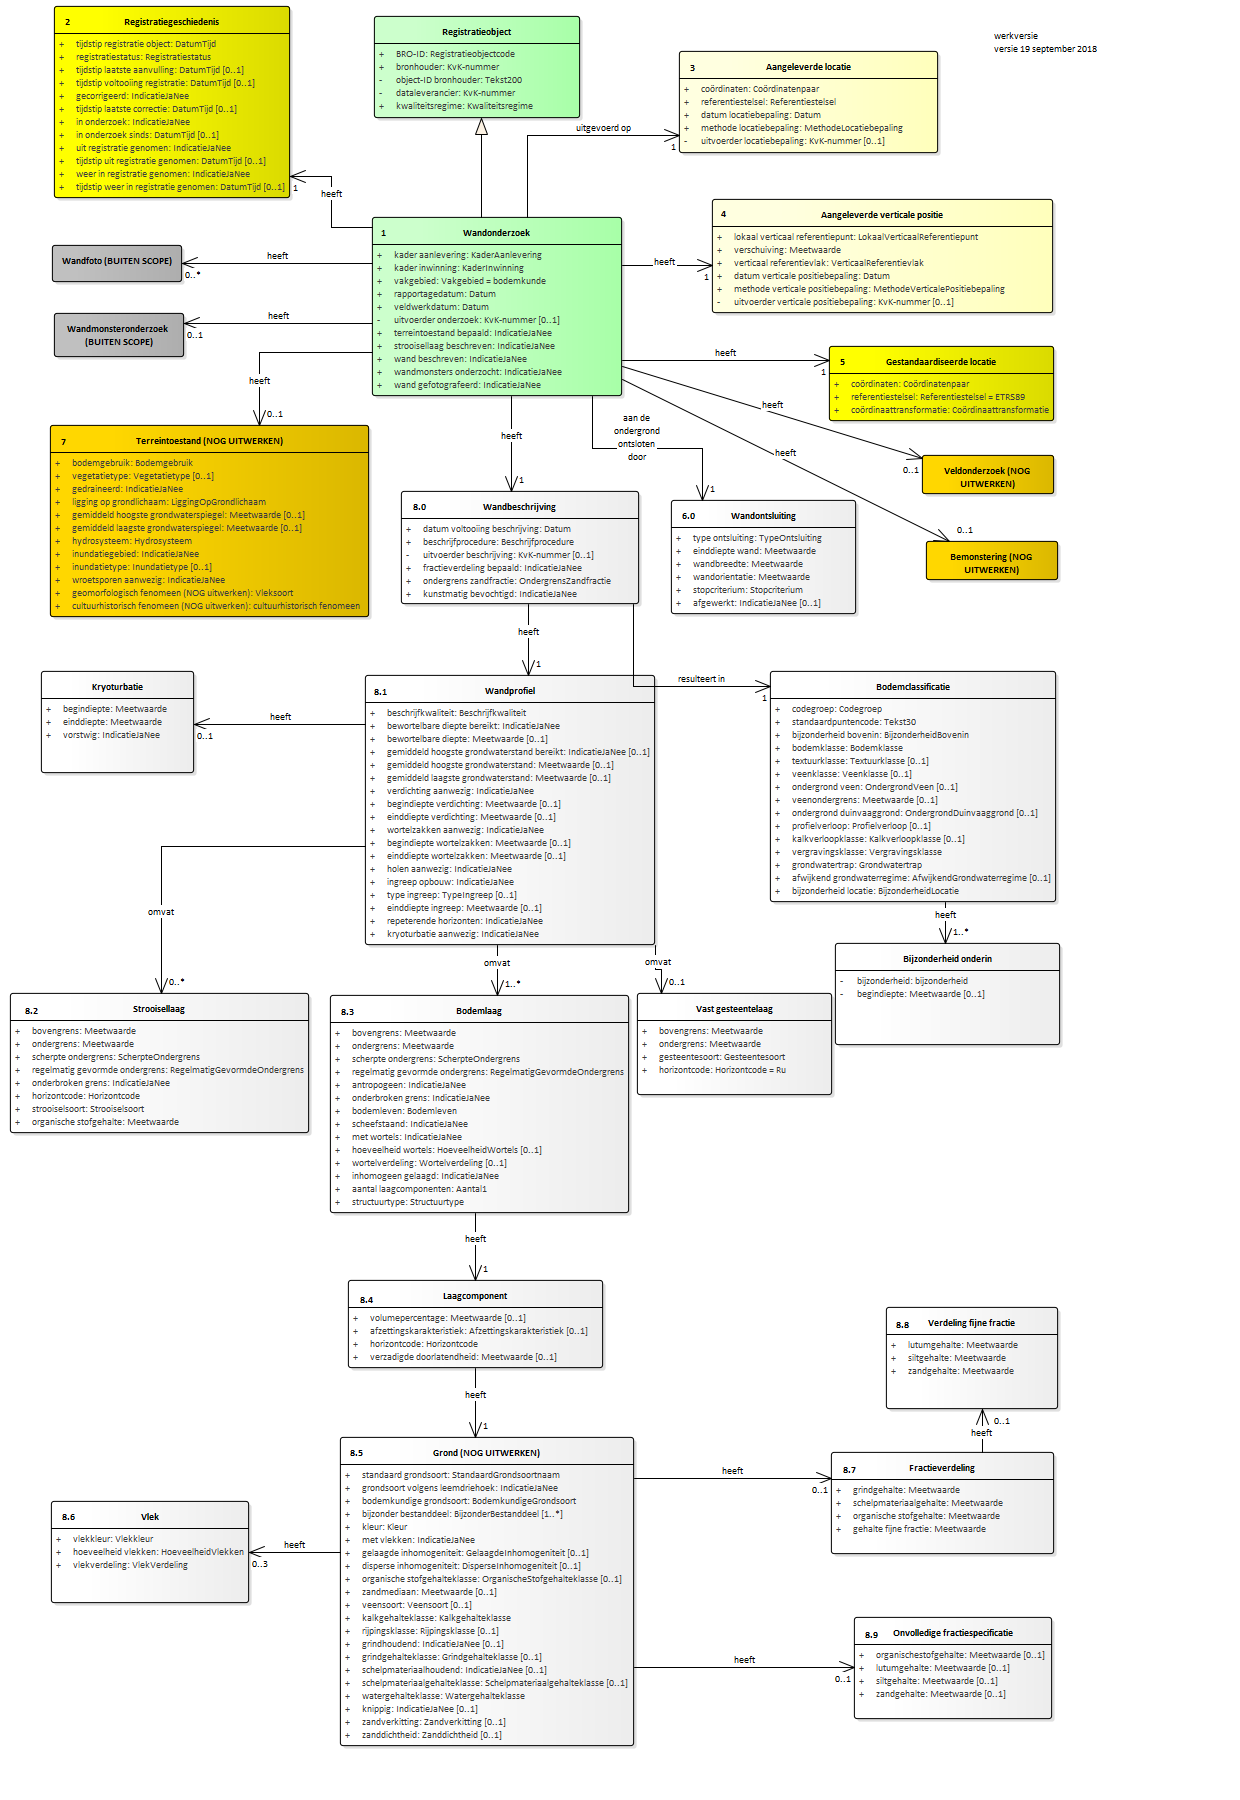 werkversie
versie 19 september 2018
2 Registratiegeschiedenis
+ tijdstip registratie object: DatumTijd
+ registratiestatus: Registratiestatus
+ tijdstip laatste aanvulling: DatumTijd [0..1]
+ tijdstip voltooiing registratie: DatumTijd [0..1]
+ gecorrigeerd: IndicatieJaNee
+ tijdstip laatste correctie: DatumTijd [0..1]
+ in onderzoek: IndicatieJaNee
+ in onderzoek sinds: DatumTijd [0..1]
+ uit registratie genomen: IndicatieJaNee
+ tijdstip uit registratie genomen: DatumTijd [0..1]
+ weer in registratie genomen: IndicatieJaNee
+ tijdstip weer in registratie genomen: DatumTijd [0..1]
Registratieobject
+ BRO-ID: Registratieobjectcode
+ bronhouder: KvK-nummer
- object-ID bronhouder: Tekst200
- dataleverancier: KvK-nummer
+ kwaliteitsregime: Kwaliteitsregime
3 Aangeleverde locatie
+ coördinaten: Coördinatenpaar
+ referentiestelsel: Referentiestelsel
+ datum locatiebepaling: Datum
+ methode locatiebepaling: MethodeLocatiebepaling
- uitvoerder locatiebepaling: KvK-nummer [0..1]
uitgevoerd op
1
heeft
1
1 Wandonderzoek
+ kader aanlevering: KaderAanlevering
+ kader inwinning: KaderInwinning
+ vakgebied: Vakgebied = bodemkunde
+ rapportagedatum: Datum
+ veldwerkdatum: Datum
- uitvoerder onderzoek: KvK-nummer [0..1]
+ terreintoestand bepaald: IndicatieJaNee
+ strooisellaag beschreven: IndicatieJaNee
+ wand beschreven: IndicatieJaNee
+ wandmonsters onderzocht: IndicatieJaNee
+ wand gefotografeerd: IndicatieJaNee
4 Aangeleverde verticale positie
+ lokaal verticaal referentiepunt: LokaalVerticaalReferentiepunt
+ verschuiving: Meetwaarde
+ verticaal referentievlak: VerticaalReferentievlak
+ datum verticale positiebepaling: Datum
+ methode verticale positiebepaling: MethodeVerticalePositiebepaling
- uitvoerder verticale positiebepaling: KvK-nummer [0..1]
heeft
1
Wandfoto (BUITEN SCOPE)
heeft
0..*
Wandmonsteronderzoek
(BUITEN SCOPE)
heeft
0..1
5 Gestandaardiseerde locatie
+ coördinaten: Coördinatenpaar
+ referentiestelsel: Referentiestelsel = ETRS89
+ coördinaattransformatie: Coördinaattransformatie
heeft
1
heeft
0..1
Veldonderzoek (NOG
UITWERKEN)
heeft
0..1
Bemonstering (NOG
UITWERKEN)
heeft
0..1
7 Terreintoestand (NOG UITWERKEN)
+ bodemgebruik: Bodemgebruik
+ vegetatietype: Vegetatietype [0..1]
+ gedraineerd: IndicatieJaNee
+ ligging op grondlichaam: LiggingOpGrondlichaam
+ gemiddeld hoogste grondwaterspiegel: Meetwaarde [0..1]
+ gemiddeld laagste grondwaterspiegel: Meetwaarde [0..1]
+ hydrosysteem: Hydrosysteem
+ inundatiegebied: IndicatieJaNee
+ inundatietype: Inundatietype [0..1]
+ wroetsporen aanwezig: IndicatieJaNee
+ geomorfologisch fenomeen (NOG uitwerken): Vleksoort
+ cultuurhistorisch fenomeen (NOG uitwerken): cultuurhistorisch fenomeen
heeft
1
aan de
ondergrond
ontsloten
door
1
8.0 Wandbeschrijving
+ datum voltooiing beschrijving: Datum
+ beschrijfprocedure: Beschrijfprocedure
- uitvoerder beschrijving: KvK-nummer [0..1]
+ fractieverdeling bepaald: IndicatieJaNee
+ ondergrens zandfractie: OndergrensZandfractie
+ kunstmatig bevochtigd: IndicatieJaNee
6.0 Wandontsluiting
+ type ontsluiting: TypeOntsluiting
+ einddiepte wand: Meetwaarde
+ wandbreedte: Meetwaarde
+ wandorientatie: Meetwaarde
+ stopcriterium: Stopcriterium
+ afgewerkt: IndicatieJaNee [0..1]
heeft
1
resulteert in
1
Kryoturbatie
+ begindiepte: Meetwaarde
+ einddiepte: Meetwaarde
+ vorstwig: IndicatieJaNee
heeft
0..1
8.1 Wandprofiel
+ beschrijfkwaliteit: Beschrijfkwaliteit
+ bewortelbare diepte bereikt: IndicatieJaNee
+ bewortelbare diepte: Meetwaarde [0..1]
+ gemiddeld hoogste grondwaterstand bereikt: IndicatieJaNee [0..1]
+ gemiddeld hoogste grondwaterstand: Meetwaarde [0..1]
+ gemiddeld laagste grondwaterstand: Meetwaarde [0..1]
+ verdichting aanwezig: IndicatieJaNee
+ begindiepte verdichting: Meetwaarde [0..1]
+ einddiepte verdichting: Meetwaarde [0..1]
+ wortelzakken aanwezig: IndicatieJaNee
+ begindiepte wortelzakken: Meetwaarde [0..1]
+ einddiepte wortelzakken: Meetwaarde [0..1]
+ holen aanwezig: IndicatieJaNee
+ ingreep opbouw: IndicatieJaNee
+ type ingreep: TypeIngreep [0..1]
+ einddiepte ingreep: Meetwaarde [0..1]
+ repeterende horizonten: IndicatieJaNee
+ kryoturbatie aanwezig: IndicatieJaNee
Bodemclassificatie
+ codegroep: Codegroep
+ standaardpuntencode: Tekst30
+ bijzonderheid bovenin: BijzonderheidBovenin
+ bodemklasse: Bodemklasse
+ textuurklasse: Textuurklasse [0..1]
+ veenklasse: Veenklasse [0..1]
+ ondergrond veen: OndergrondVeen [0..1]
+ veenondergrens: Meetwaarde [0..1]
+ ondergrond duinvaaggrond: OndergrondDuinvaaggrond [0..1]
+ profielverloop: Profielverloop [0..1]
+ kalkverloopklasse: Kalkverloopklasse [0..1]
+ vergravingsklasse: Vergravingsklasse
+ grondwatertrap: Grondwatertrap
+ afwijkend grondwaterregime: AfwijkendGrondwaterregime [0..1]
+ bijzonderheid locatie: BijzonderheidLocatie
heeft
1..*
Bijzonderheid onderin
- bijzonderheid: bijzonderheid
- begindiepte: Meetwaarde [0..1]
omvat
0..*
omvat
1..*
omvat
0..1
8.2 Strooisellaag
+ bovengrens: Meetwaarde
+ ondergrens: Meetwaarde
+ scherpte ondergrens: ScherpteOndergrens
+ regelmatig gevormde ondergrens: RegelmatigGevormdeOndergrens
+ onderbroken grens: IndicatieJaNee
+ horizontcode: Horizontcode
+ strooiselsoort: Strooiselsoort
+ organische stofgehalte: Meetwaarde
8.3 Bodemlaag
+ bovengrens: Meetwaarde
+ ondergrens: Meetwaarde
+ scherpte ondergrens: ScherpteOndergrens
+ regelmatig gevormde ondergrens: RegelmatigGevormdeOndergrens
+ antropogeen: IndicatieJaNee
+ onderbroken grens: IndicatieJaNee
+ bodemleven: Bodemleven
+ scheefstaand: IndicatieJaNee
+ met wortels: IndicatieJaNee
+ hoeveelheid wortels: HoeveelheidWortels [0..1]
+ wortelverdeling: Wortelverdeling [0..1]
+ inhomogeen gelaagd: IndicatieJaNee
+ aantal laagcomponenten: Aantal1
+ structuurtype: Structuurtype
Vast gesteentelaag
+ bovengrens: Meetwaarde
+ ondergrens: Meetwaarde
+ gesteentesoort: Gesteentesoort
+ horizontcode: Horizontcode = Ru
heeft
1
8.4 Laagcomponent
+ volumepercentage: Meetwaarde [0..1]
+ afzettingskarakteristiek: Afzettingskarakteristiek [0..1]
+ horizontcode: Horizontcode
+ verzadigde doorlatendheid: Meetwaarde [0..1]
heeft
1
8.8 Verdeling fijne fractie
+ lutumgehalte: Meetwaarde
+ siltgehalte: Meetwaarde
+ zandgehalte: Meetwaarde
0..1
heeft
8.5 Grond (NOG UITWERKEN)
+ standaard grondsoort: StandaardGrondsoortnaam
+ grondsoort volgens leemdriehoek: IndicatieJaNee
+ bodemkundige grondsoort: BodemkundigeGrondsoort
+ bijzonder bestanddeel: BijzonderBestanddeel [1..*]
+ kleur: Kleur
+ met vlekken: IndicatieJaNee
+ gelaagde inhomogeniteit: GelaagdeInhomogeniteit [0..1]
+ disperse inhomogeniteit: DisperseInhomogeniteit [0..1]
+ organische stofgehalteklasse: OrganischeStofgehalteklasse [0..1]
+ zandmediaan: Meetwaarde [0..1]
+ veensoort: Veensoort [0..1]
+ kalkgehalteklasse: Kalkgehalteklasse
+ rijpingsklasse: Rijpingsklasse [0..1]
+ grindhoudend: IndicatieJaNee [0..1]
+ grindgehalteklasse: Grindgehalteklasse [0..1]
+ schelpmateriaalhoudend: IndicatieJaNee [0..1]
+ schelpmateriaalgehalteklasse: Schelpmateriaalgehalteklasse [0..1]
+ watergehalteklasse: Watergehalteklasse
+ knippig: IndicatieJaNee [0..1]
+ zandverkitting: Zandverkitting [0..1]
+ zanddichtheid: Zanddichtheid [0..1]
heeft
0..1
8.7 Fractieverdeling
+ grindgehalte: Meetwaarde
+ schelpmateriaalgehalte: Meetwaarde
+ organische stofgehalte: Meetwaarde
+ gehalte fijne fractie: Meetwaarde
8.6 Vlek
+ vlekkleur: Vlekkleur
+ hoeveelheid vlekken: HoeveelheidVlekken
+ vlekverdeling: VlekVerdeling
heeft
0..3
heeft
0..1
8.9 Onvolledige fractiespecificatie
+ organischestofgehalte: Meetwaarde [0..1]
+ lutumgehalte: Meetwaarde [0..1]
+ siltgehalte: Meetwaarde [0..1]
+ zandgehalte: Meetwaarde [0..1]